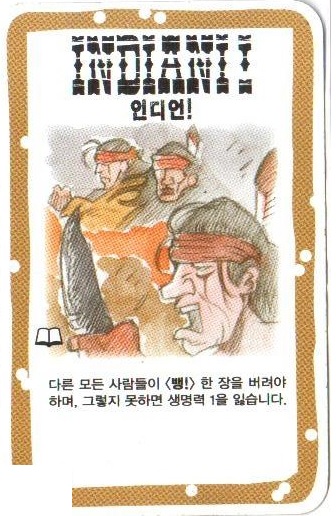 INDIANI!
인디언!
다른 모든 사람들이 〈뱅!〉 한 장을 버려야
하며, 그렇지 못하면 생명력 1을 잃습니다.